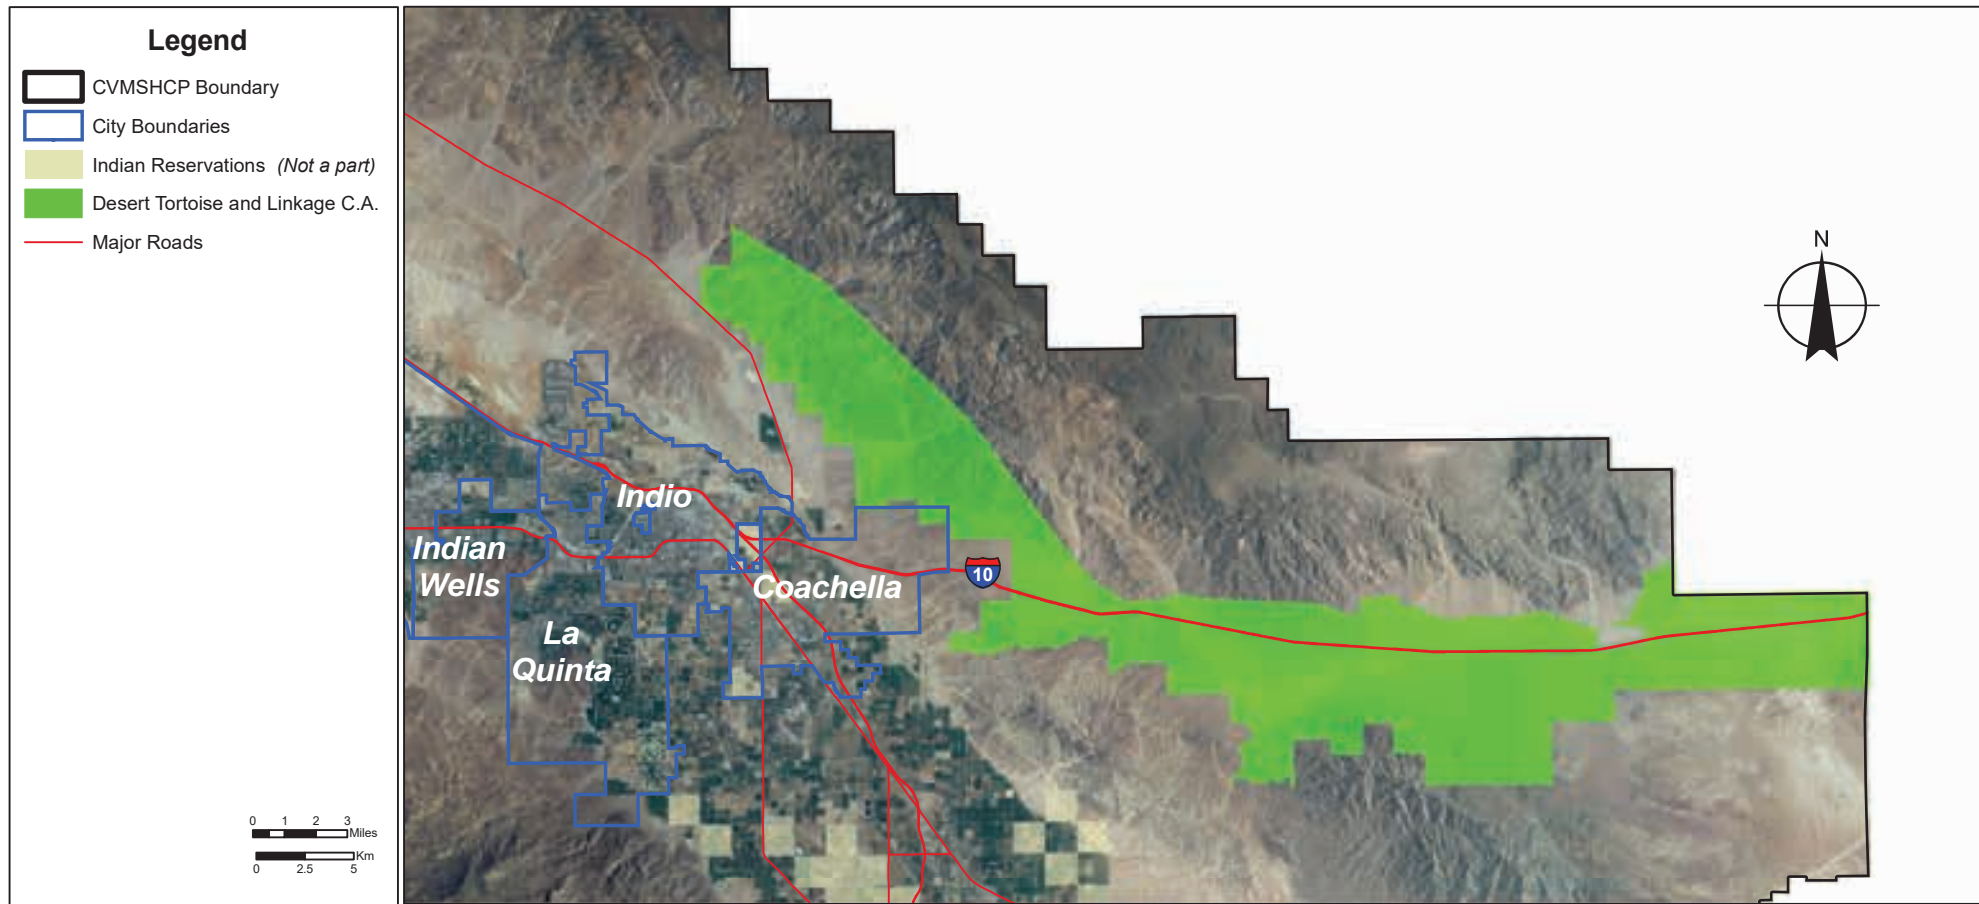 Legend
CVMSHCP Boundary
City Boundaries
Indian Reservations (Not a part)
Desert Tortoise and Linkage C.A.
Major Roads
0 1 2 3
Miles
Km
0 2.5 5
N
Indio
Indian
Wells
Coachella
10
La
Quinta